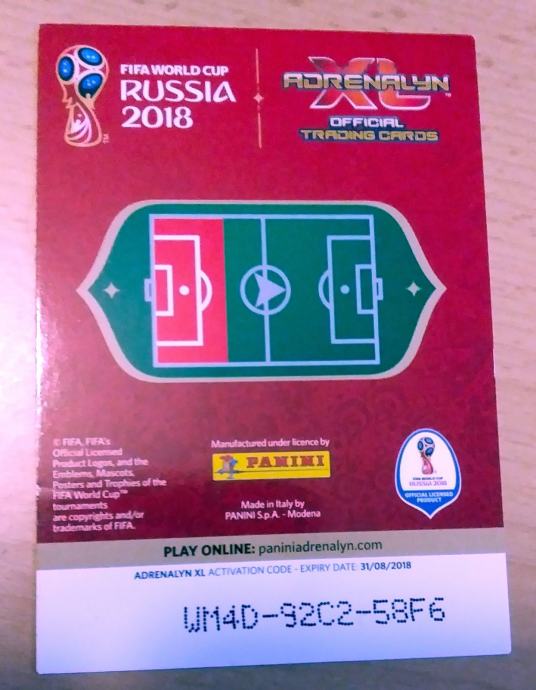 FIFA WORLD CUP
RUSSIA
2018
TM
ADRENALYN
XL
TM
OFFICIAL
TRADING CARDS
© FIFA, FIFA's
Official Licensed
Product Logos, and the
Emblems, Mascots,
Posters and Trophies of the
FIFA World Cup™
tournaments
are copyrights and/or
trademarks of FIFA.
Manufactured under licence by
PANINI
Made in Italy by
PANINI S.p.A. - Modena
FIFA WORLD CUP
RUSSIA 2018
OFFICIAL LICENSED
PRODUCT
PLAY ONLINE: paniniadrenalyn.com
ADRENALYN XL ACTIVATION CODE - EXPIRY DATE: 31/08/2018
WM4D-92C2-58F6